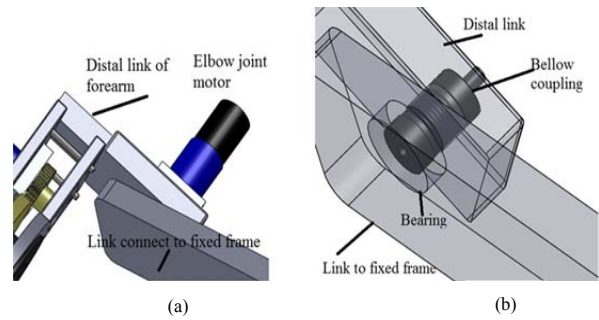 Distal link of
forearm
Elbow joint
motor
Link connect to fixed frame
(a)
Distal link
Bellow
coupling
Bearing
Link to fixed frame
(b)